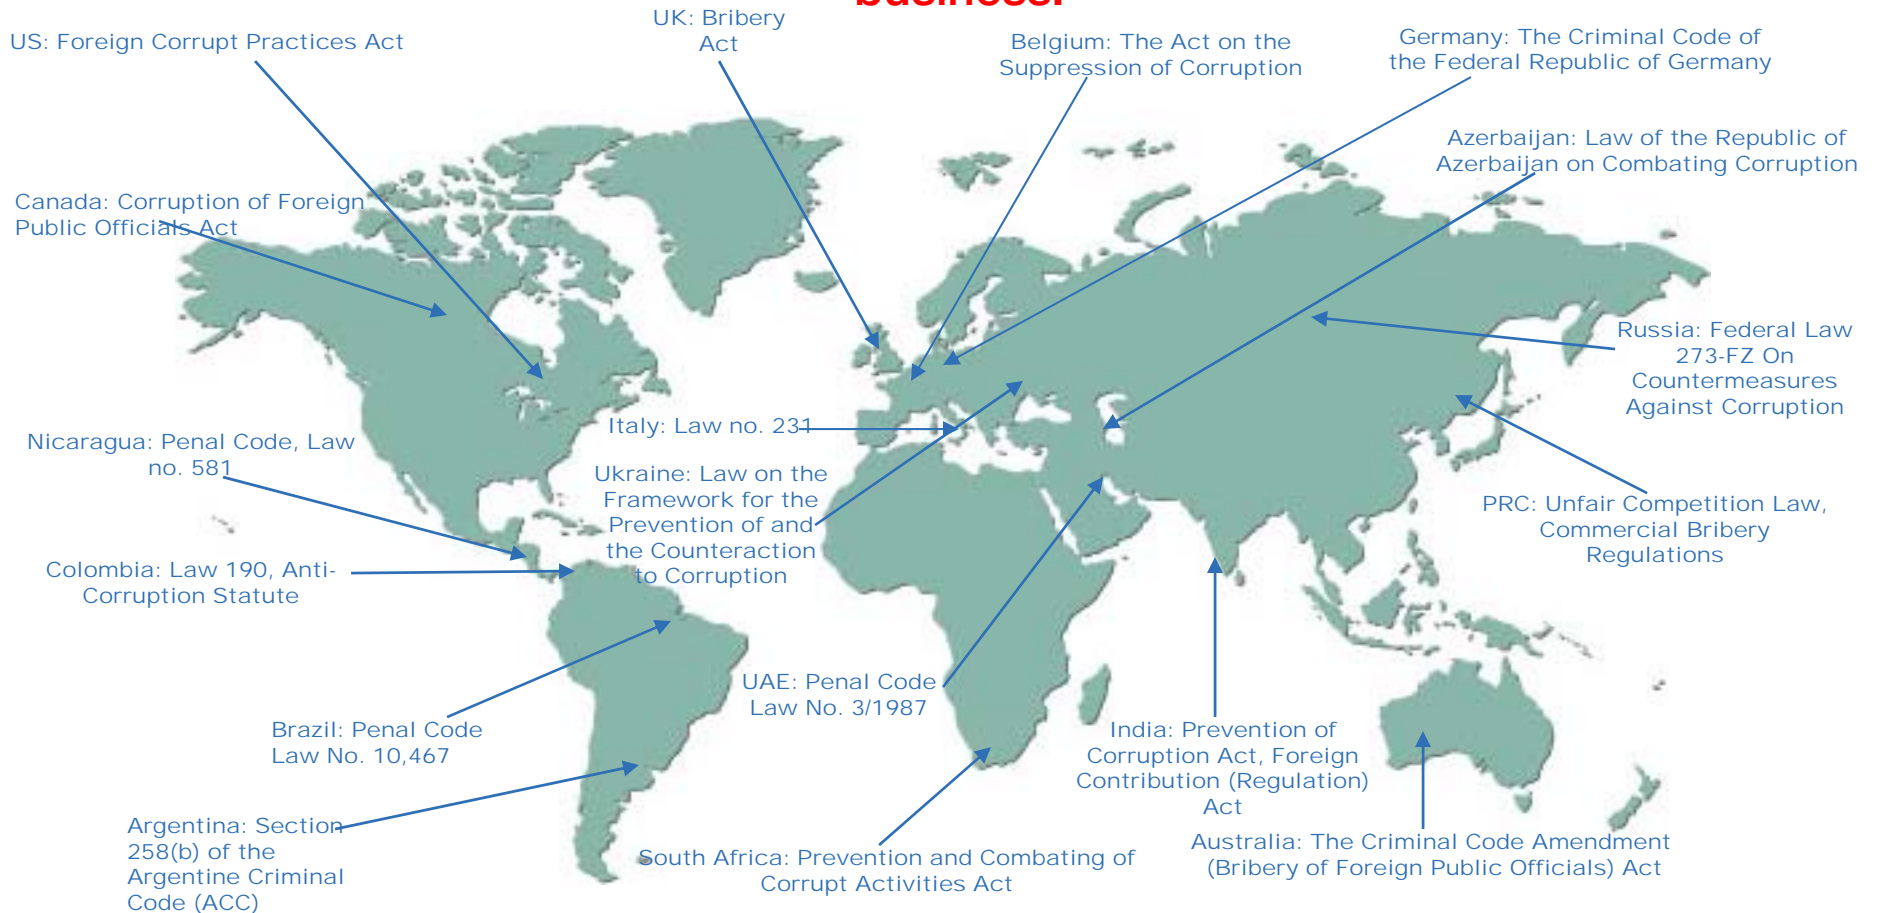 business.
US: Foreign Corrupt Practices Act
UK: Bribery
Act
Belgium: The Act on the
Suppression of Corruption
Germany: The Criminal Code of
the Federal Republic of Germany
Azerbaijan: Law of the Republic of
Azerbaijan on Combating Corruption
Canada: Corruption of Foreign
Public Officials Act
Russia: Federal Law
273-FZ On
Countermeasures
Against Corruption
Italy: Law no. 231
Nicaragua: Penal Code, Law
no. 581
Ukraine: Law on the
Framework for the
Prevention of and
the Counteraction
to Corruption
PRC: Unfair Competition Law,
Commercial Bribery
Regulations
Colombia: Law 190, Anti-
Corruption Statute
UAE: Penal Code
Law No. 3/1987
Brazil: Penal Code
Law No. 10,467
India: Prevention of
Corruption Act, Foreign
Contribution (Regulation)
Act
Argentina: Section
258(b) of the
Argentine Criminal
Code (ACC)
South Africa: Prevention and Combating of
Corrupt Activities Act
Australia: The Criminal Code Amendment
(Bribery of Foreign Public Officials) Act